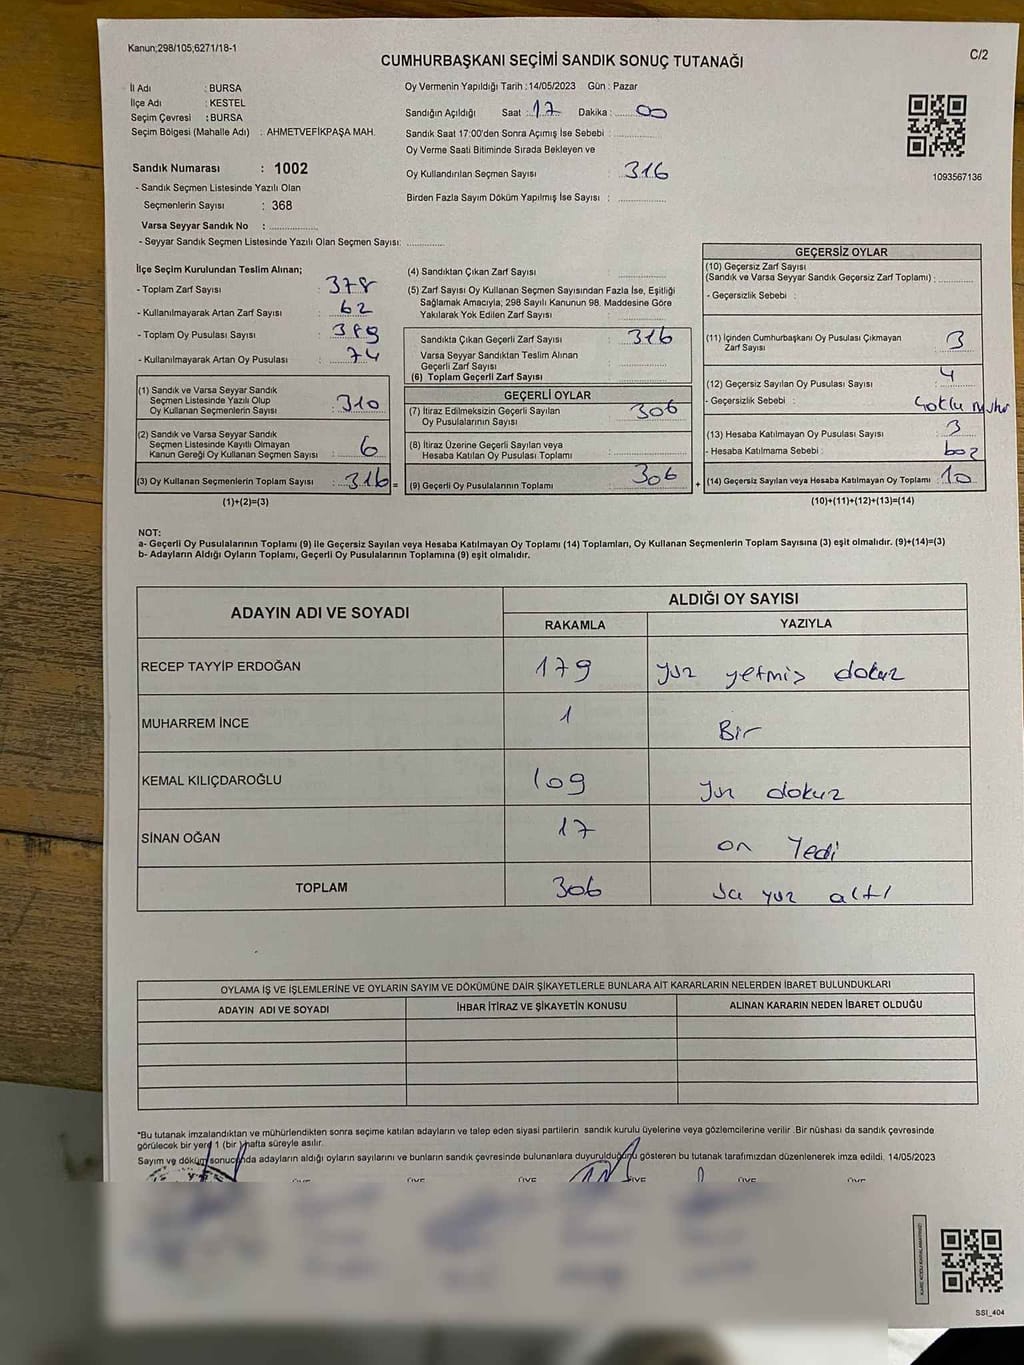 Kanun;298/105;6271/18-1
C/2
CUMHURBAŞKANI SEÇİMİ SANDIK SONUÇ TUTANAĞI
İl Adı : BURSA
İlçe Adı : KESTEL
Seçim Çevresi : BURSA
Seçim Bölgesi (Mahalle Adı) : AHMETVEFİKPAŞA MAH.
Sandık Numarası : 1002
- Sandık Seçmen Listesinde Yazılı Olan
Seçmenlerin Sayısı : 368
Varsa Seyyar Sandık No :
- Seyyar Sandık Seçmen Listesinde Yazılı Olan Seçmen Sayısı:
Oy Vermenin Yapıldığı Tarih : 14/05/2023 Gün : Pazar
Sandığın Açıldığı Saat : 17 Dakika : 00
Sandık Saat 17:00'den Sonra Açımış İse Sebebi :
Oy Verme Saati Bitiminde Sırada Bekleyen ve
Oy Kullandırılan Seçmen Sayısı : 316
Birden Fazla Sayım Döküm Yapılmış İse Sayısı :
1093567136
İlçe Seçim Kurulundan Teslim Alınan;
- Toplam Zarf Sayısı : 378
- Kullanılmayarak Artan Zarf Sayısı : 62
- Toplam Oy Pusulası Sayısı :
- Kullanılmayarak Artan Oy Pusulası : 74
(1) Sandık ve Varsa Seyyar Sandık
Seçmen Listesinde Yazılı Olup
Oy Kullanan Seçmenlerin Sayısı : 310
(2) Sandık ve Varsa Seyyar Sandık
Seçmen Listesinde Kayıtlı Olmayan
Kanun Gereği Oy Kullanan Seçmen Sayısı : 6
(3) Oy Kullanan Seçmenlerin Toplam Sayısı : 316 =
(1)+(2)=(3)
(4) Sandıktan Çıkan Zarf Sayısı :
(5) Zarf Sayısı Oy Kullanan Seçmen Sayısından Fazla İse, Eşitliği
Sağlamak Amacıyla; 298 Sayılı Kanunun 98. Maddesine Göre
Yakılarak Yok Edilen Zarf Sayısı :
Sandıkta Çıkan Geçerli Zarf Sayısı : 316
Varsa Seyyar Sandıktan Teslim Alınan
Geçerli Zarf Sayısı :
(6) Toplam Geçerli Zarf Sayısı :
GEÇERLİ OYLAR
(7) İtiraz Edilmeksizin Geçerli Sayılan : 306
Oy Pusulalarının Sayısı
(8) İtiraz Üzerine Geçerli Sayılan veya
Hesaba Katılan Oy Pusulası Toplamı :
(9) Geçerli Oy Pusulalarının Toplamı : 306 +
GEÇERSİZ OYLAR
(10) Geçersiz Zarf Sayısı
(Sandık ve Varsa Seyyar Sandık Geçersiz Zarf Toplamı) :
- Geçersizlik Sebebi :
(11) İçinden Cumhurbaşkanı Oy Pusulası Çıkmayan
Zarf Sayısı : 3
(12) Geçersiz Sayılan Oy Pusulası Sayısı : 4
- Geçersizlik Sebebi : çoklu mühür
(13) Hesaba Katılmayan Oy Pusulası Sayısı : 3
- Hesaba Katılmama Sebebi : boz
(14) Geçersiz Sayılan veya Hesaba Katılmayan Oy Toplamı : 10
(10)+(11)+(12)+(13)=(14)
NOT:
a- Geçerli Oy Pusulalarının Toplamı (9) ile Geçersiz Sayılan veya Hesaba Katılmayan Oy Toplamı (14) Toplamları, Oy Kullanan Seçmenlerin Toplam Sayısına (3) eşit olmalıdır. (9)+(14)=(3)
b- Adayların Aldığı Oyların Toplamı, Geçerli Oy Pusulalarının Toplamına (9) eşit olmalıdır.
ADAYIN ADI VE SOYADI ALDIĞI OY SAYISI
RAKAMLA YAZIYLA
RECEP TAYYİP ERDOĞAN 179 yüz yetmiş dokuz
MUHARREM İNCE 1 Bir
KEMAL KILIÇDAROĞLU 109 yüz dokuz
SİNAN OĞAN 17 on Yedi
TOPLAM 306 yüz altı
OYLAMA İŞ VE İŞLEMLERİNE VE OYLARIN SAYIM VE DÖKÜMÜNE DAİR ŞİKAYETLERLE BUNLARA AİT KARARLARIN NELERDEN İBARET BULUNDUKLARI
ADAYIN ADI VE SOYADI İHBAR İTİRAZ VE ŞİKAYETİN KONUSU ALINAN KARARIN NEDEN İBARET OLDUĞU
*Bu tutanak imzalandıktan ve mühürlendikten sonra seçime katılan adayların ve talep eden siyasi partilerin sandık kurulu üyelerine veya gözlemcilerine verilir .Bir nüshası da sandık çevresinde
görülecek bir yere 1 (bir) hafta süreyle asılır.
Sayım ve döküm sonucunda adayların aldığı oyların sayılarını ve bunların sandık çevresinde bulunanlara duyurulduğunu gösteren bu tutanak tarafımızdan düzenlenerek imza edildi. 14/05/2023
KARE KODU KARALAMAYINIZ!
SSI_404